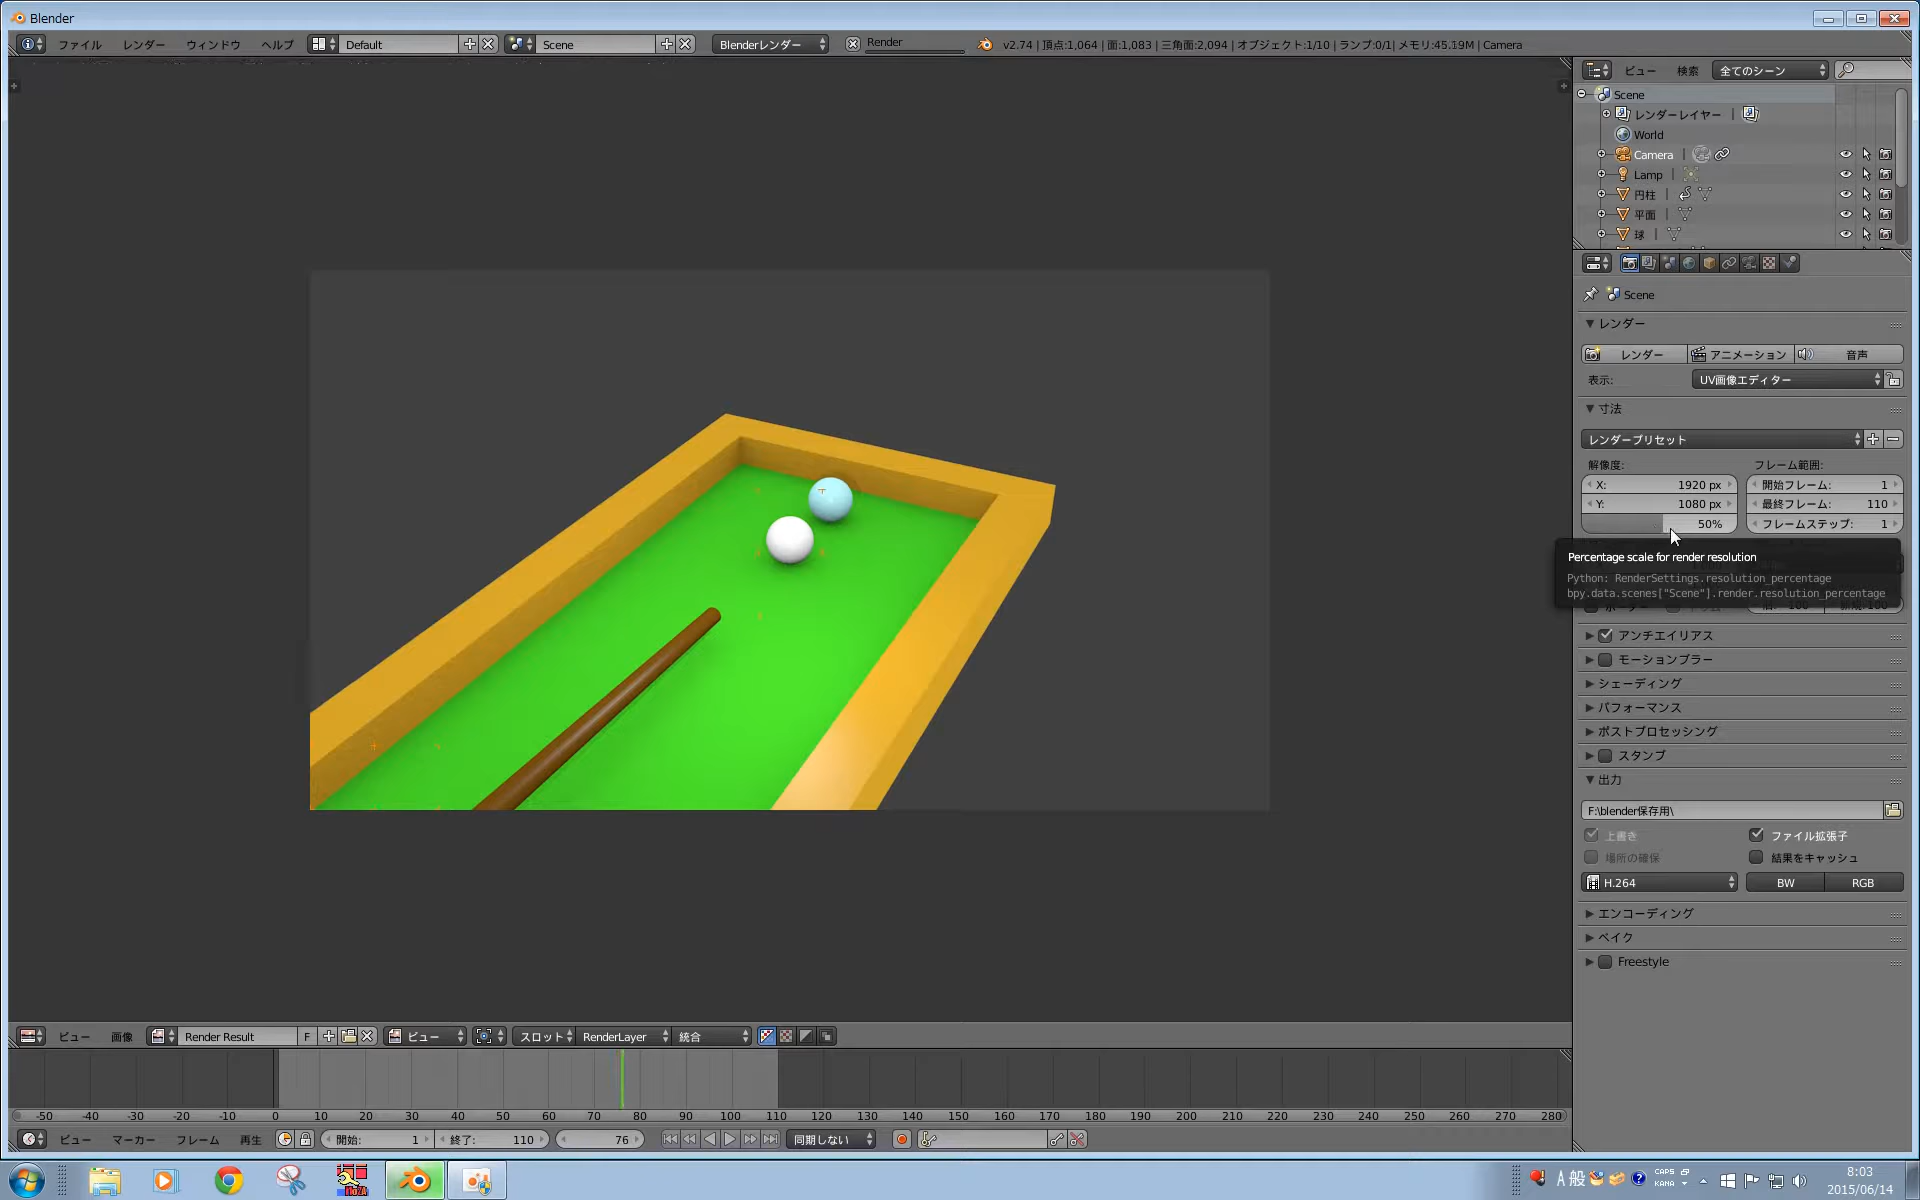 Blender
ファイル レンダー ウィンドウ ヘルプ Default Scene Blenderレンダー Render v2.74 | 頂点:1,064 | 面:1,083 | 三角面:2,094 | オブジェクト:1/10 | ランプ:0/1 | メモリ:45.19M | Camera
ビュー 検索 全てのシーン
Scene
レンダーレイヤー
World
Camera
Lamp
円柱
平面
球
Scene
レンダー
レンダー アニメーション 音声
表示: UV画像エディター
寸法
レンダープリセット
解像度: フレーム範囲:
X: 1920 px 開始フレーム: 1
Y: 1080 px 最終フレーム: 110
50% フレームステップ: 1
Percentage scale for render resolution
Python: RenderSettings.resolution_percentage
bpy.data.scenes["Scene"].render.resolution_percentage
アンチエイリアス
モーションブラー
シェーディング
パフォーマンス
ポストプロセッシング
スタンプ
出力
F:\blender保存用\
上書き ファイル拡張子
場所の確保 結果をキャッシュ
H.264 BW RGB
エンコーディング
ベイク
Freestyle
ビュー 画像 Render Result F ビュー スロット RenderLayer 統合
-50 -40 -30 -20 -10 0 10 20 30 40 50 60 70 80 90 100 110 120 130 140 150 160 170 180 190 200 210 220 230 240 250 260 270 280
ビュー マーカー フレーム 再生 開始: 1 終了: 110 76 同期しない
A 般 CAPS KANA
8:03
2015/06/14